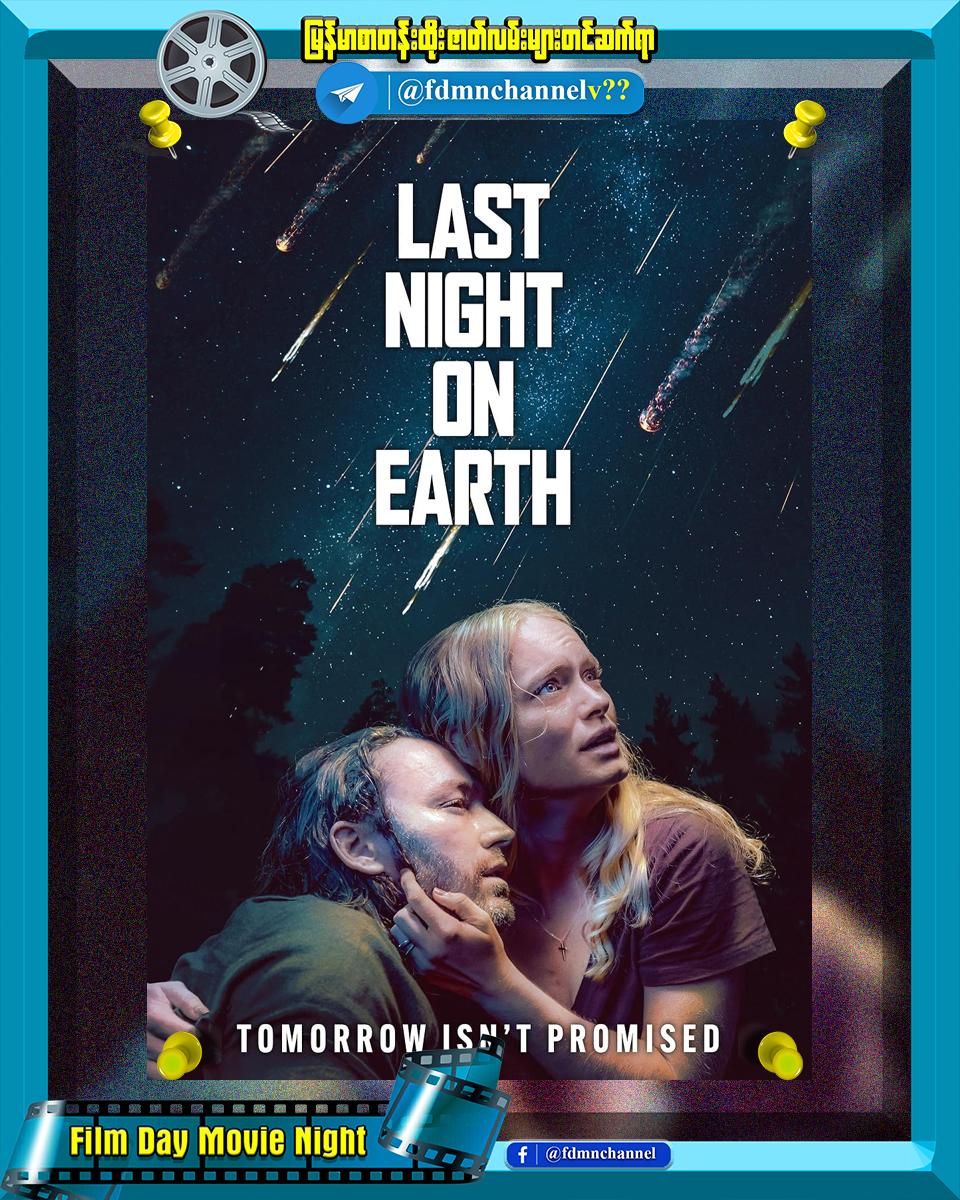 မြန်မာစာတန်းထိုးဇာတ်လမ်းများတင်ဆက်ရာ
@fdmnchannelv??
LAST
NIGHT
ON
EARTH
TOMORROW ISN'T PROMISED
Film Day Movie Night
@fdmnchannel